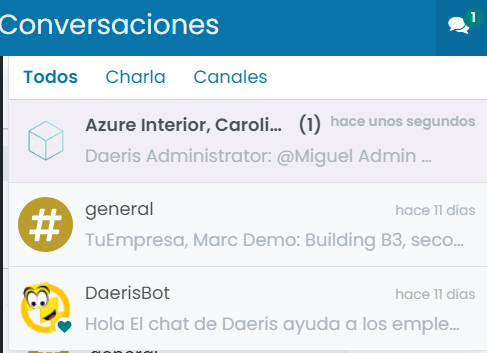 Conversaciones
1
Todos Charla Canales
Azure Interior, Caroli... (1) hace unos segundos
Daeris Administrator: @Miguel Admin ...
# general hace 11 días
TuEmpresa, Marc Demo: Building B3, seco...
DaerisBot hace 11 días
Hola El chat de Daeris ayuda a los emple...
general